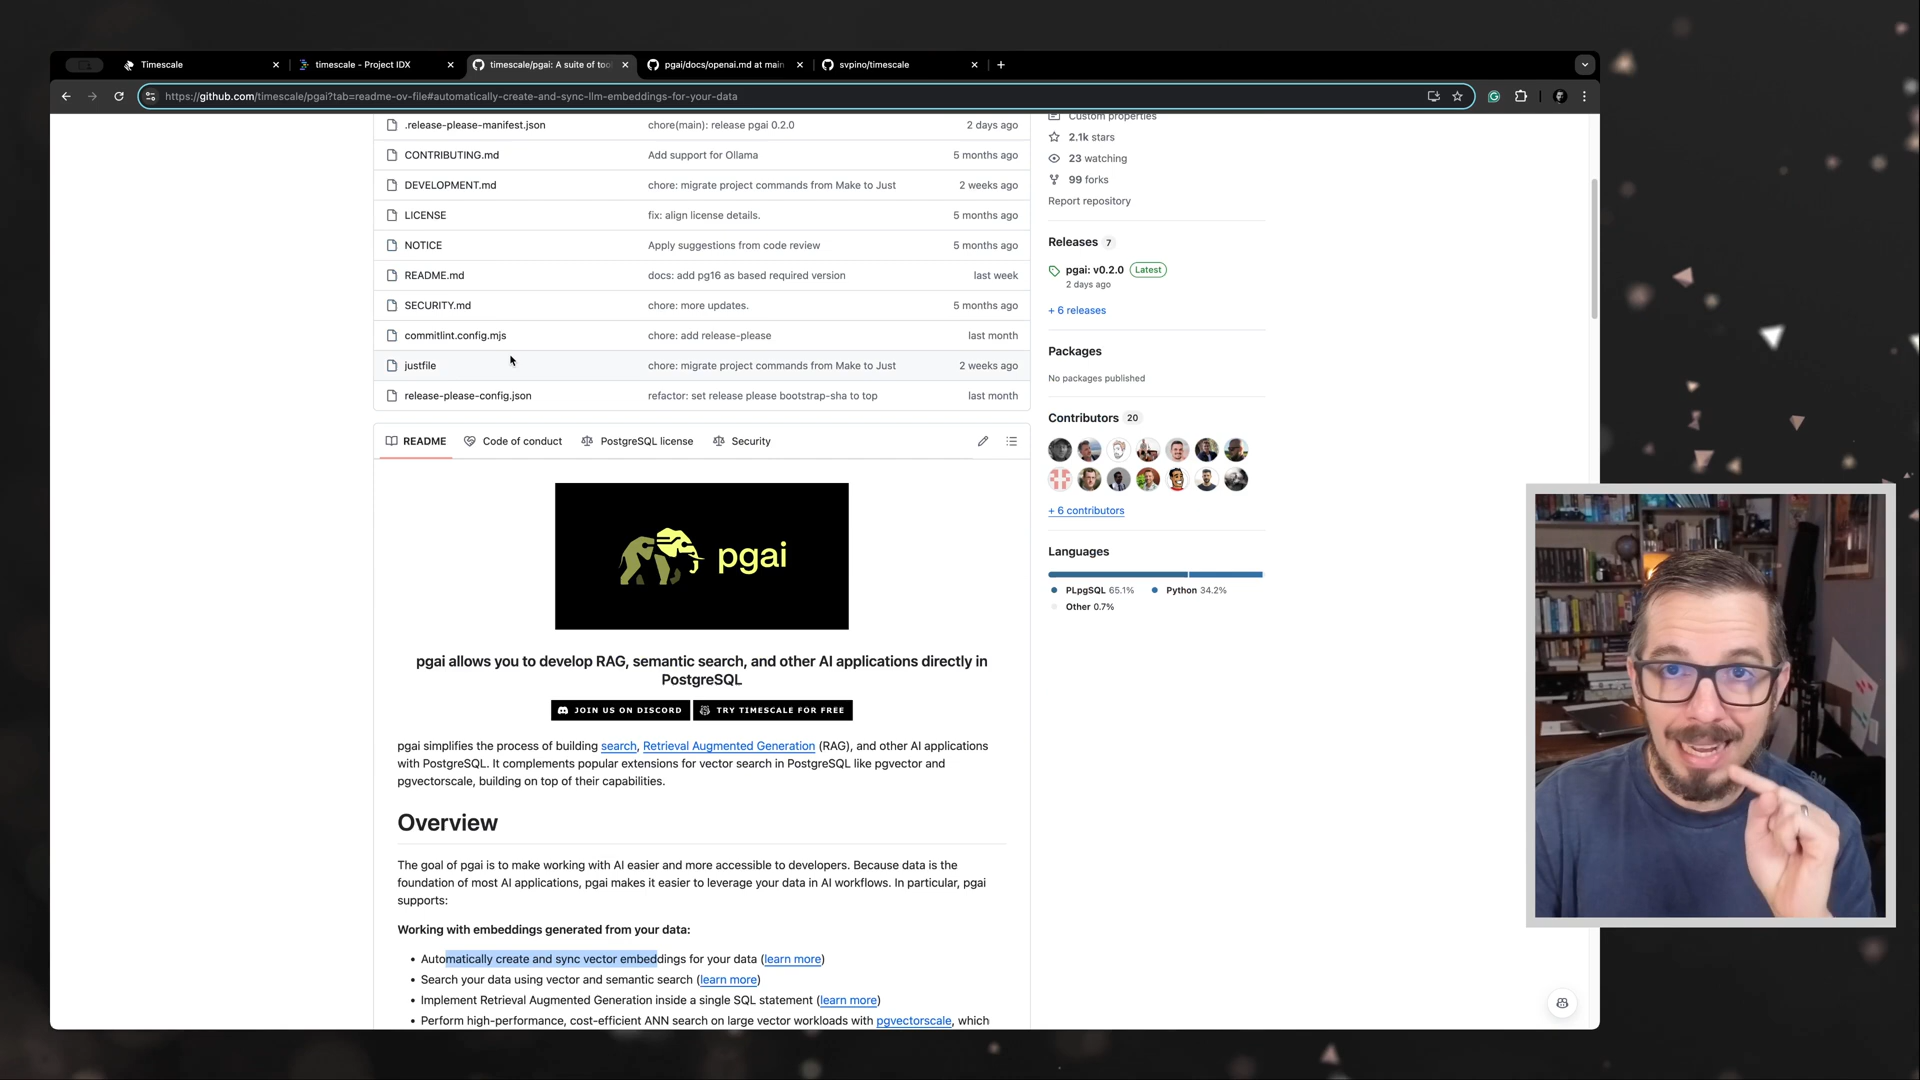 Timescale
timescale - Project IDX
timescale/pgai: A suite of too
pgai/docs/openai.md at main
svpino/timescale
https://github.com/timescale/pgai?tab=readme-ov-file#automatically-create-and-sync-llm-embeddings-for-your-data
.release-please-manifest.json chore(main): release pgai 0.2.0 2 days ago
CONTRIBUTING.md Add support for Ollama 5 months ago
DEVELOPMENT.md chore: migrate project commands from Make to Just 2 weeks ago
LICENSE fix: align license details. 5 months ago
NOTICE Apply suggestions from code review 5 months ago
README.md docs: add pg16 as based required version last week
SECURITY.md chore: more updates. 5 months ago
commitlint.config.mjs chore: add release-please last month
justfile chore: migrate project commands from Make to Just 2 weeks ago
release-please-config.json refactor: set release please bootstrap-sha to top last month
README Code of conduct PostgreSQL license Security
pgai
pgai allows you to develop RAG, semantic search, and other AI applications directly in
PostgreSQL
JOIN US ON DISCORD TRY TIMESCALE FOR FREE
pgai simplifies the process of building search, Retrieval Augmented Generation (RAG), and other AI applications
with PostgreSQL. It complements popular extensions for vector search in PostgreSQL like pgvector and
pgvectorscale, building on top of their capabilities.
Overview
The goal of pgai is to make working with AI easier and more accessible to developers. Because data is the
foundation of most AI applications, pgai makes it easier to leverage your data in AI workflows. In particular, pgai
supports:
Working with embeddings generated from your data:
• Automatically create and sync vector embeddings for your data (learn more)
• Search your data using vector and semantic search (learn more)
• Implement Retrieval Augmented Generation inside a single SQL statement (learn more)
• Perform high-performance, cost-efficient ANN search on large vector workloads with pgvectorscale, which
Custom properties
2.1k stars
23 watching
99 forks
Report repository
Releases 7
pgai: v0.2.0 Latest
2 days ago
+ 6 releases
Packages
No packages published
Contributors 20
+ 6 contributors
Languages
PLpgSQL 65.1% Python 34.2%
Other 0.7%